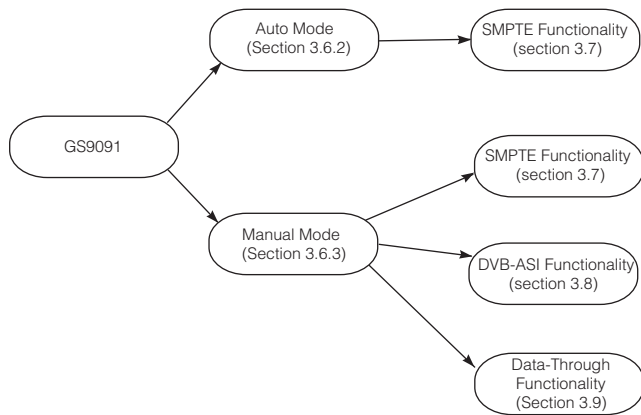 Auto Mode
(Section 3.6.2)
SMPTE Functionality
(section 3.7)
GS9091
SMPTE Functionality
(section 3.7)
Manual Mode
(Section 3.6.3)
DVB-ASI Functionality
(section 3.8)
Data-Through
Functionality
(Section 3.9)